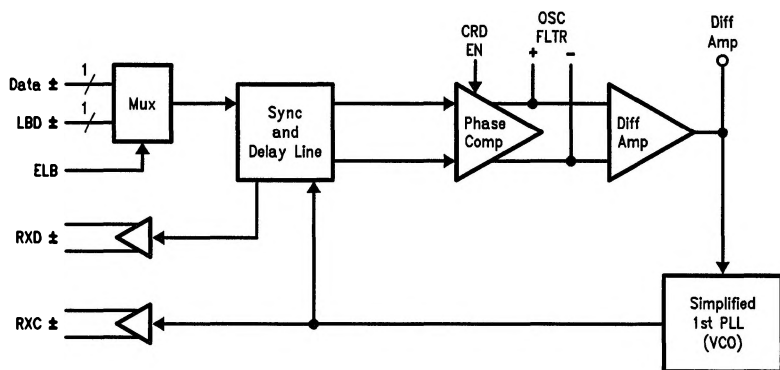 Diff
Amp
OSC
FLTR
+ -
CRD
EN
1
Data ±
Mux
1
LBD ±
ELB
Sync
and
Delay Line
Phase
Comp
Diff
Amp
RXD ±
RXC ±
Simplified
1st PLL
(VCO)